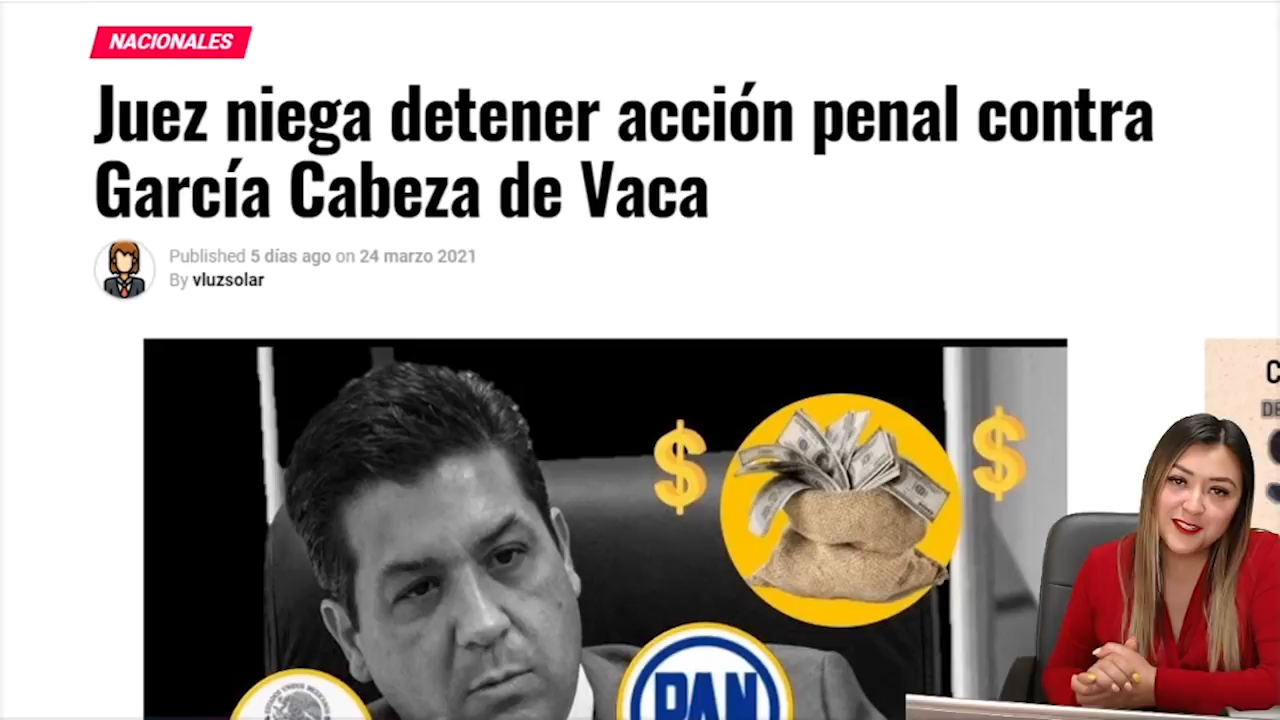 NACIONALES
Juez niega detener acción penal contra
García Cabeza de Vaca
Published 5 días ago on 24 marzo 2021
By vluzsolar
$ $
PAN
C
DE